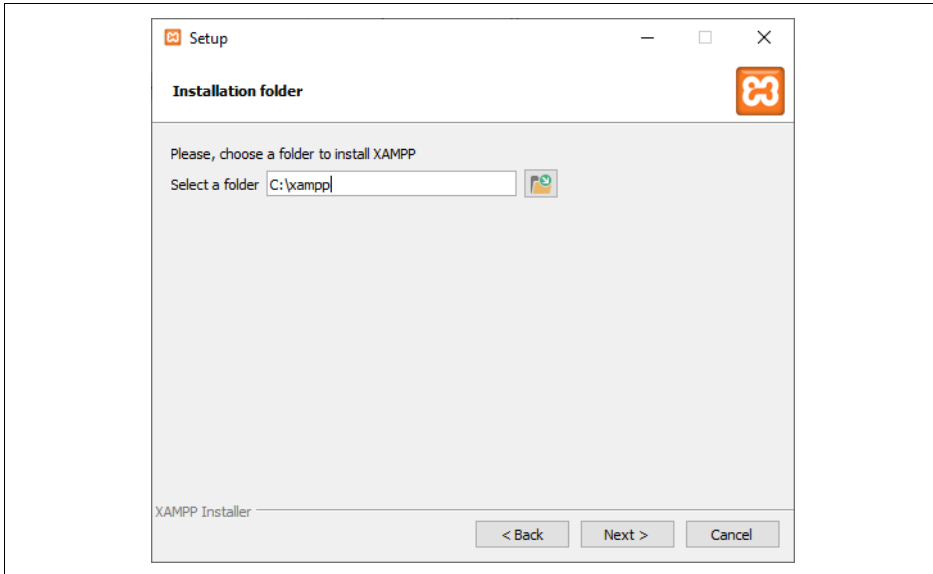 Setup
Installation folder
Please, choose a folder to install XAMPP
Select a folder C:\xampp
XAMPP Installer
< Back Next > Cancel